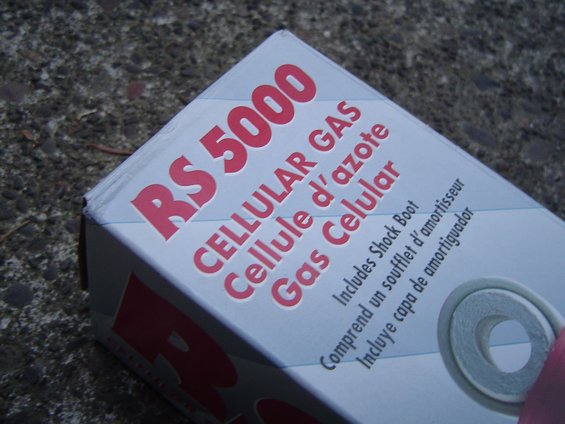 RS 5000
CELLULAR GAS
Cellule d'azote
Gas Celular
Includes Shock Boot
Comprend un soufflet d'amortisseur
Incluye capa de amortiguador
R
CELLULAR